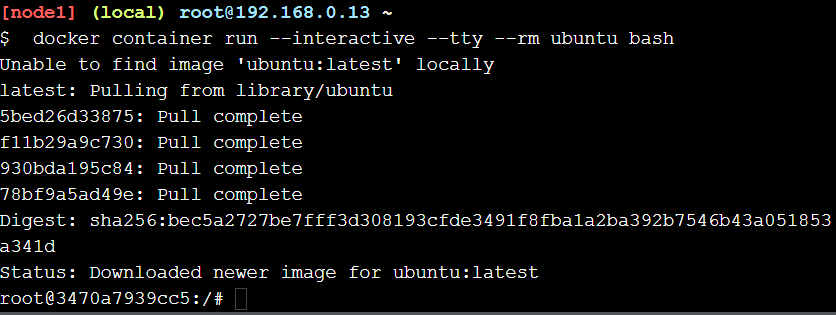 [node1] (local) root@192.168.0.13 ~
$  docker container run --interactive --tty --rm ubuntu bash
Unable to find image 'ubuntu:latest' locally
latest: Pulling from library/ubuntu
5bed26d33875: Pull complete
f11b29a9c730: Pull complete
930bda195c84: Pull complete
78bf9a5ad49e: Pull complete
Digest: sha256:bec5a2727be7fff3d308193cfde3491f8fba1a2ba392b7546b43a051853
a341d
Status: Downloaded newer image for ubuntu:latest
root@3470a7939cc5:/#